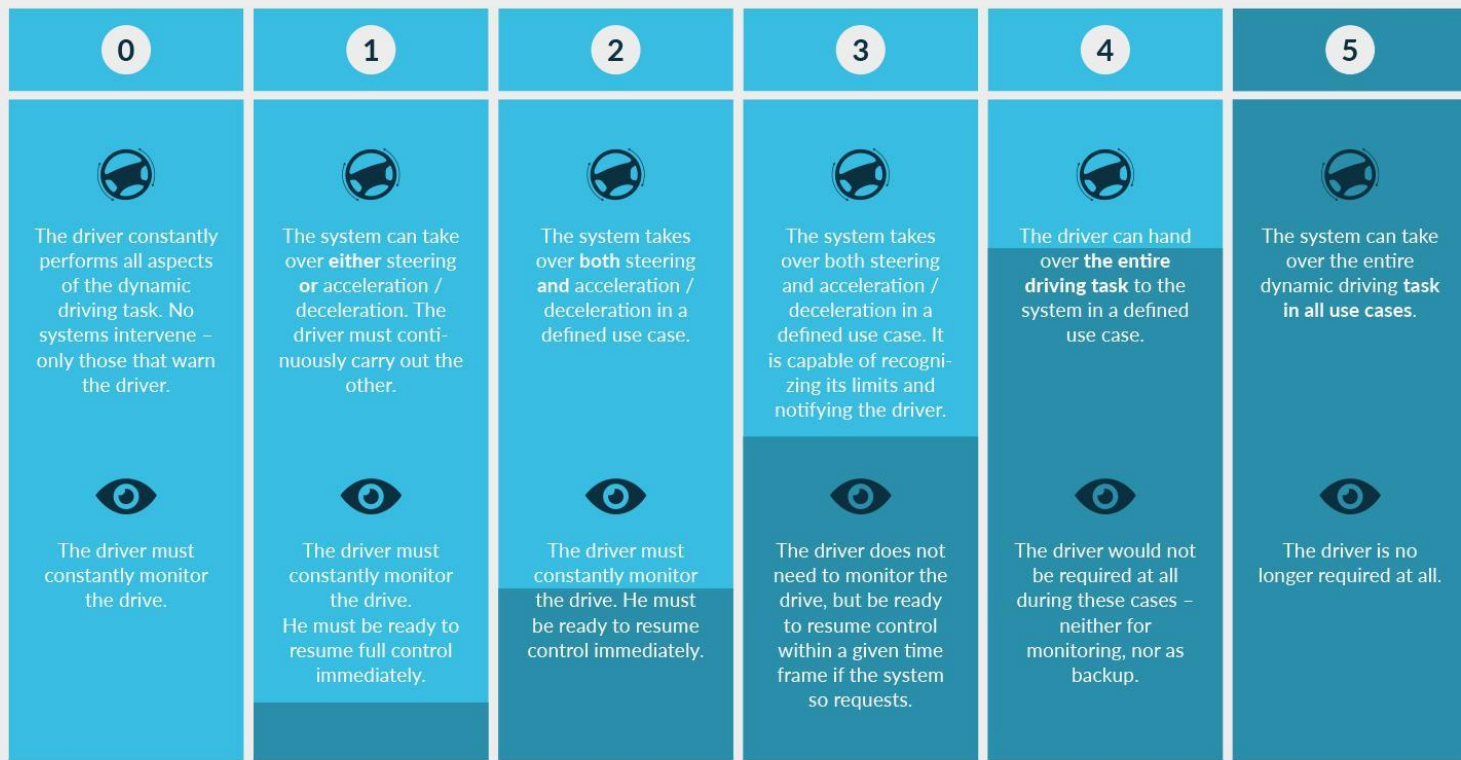 0
1
2
3
4
5
The driver constantly
performs all aspects
of the dynamic
driving task. No
systems intervene –
only those that warn
the driver.
The driver must
constantly monitor
the drive.
The system can take
over either steering
or acceleration /
deceleration. The
driver must conti-
nuously carry out the
other.
The driver must
constantly monitor
the drive.
He must be ready to
resume full control
immediately.
The system takes
over both steering
and acceleration /
deceleration in a
defined use case.
The driver must
constantly monitor
the drive. He must
be ready to resume
control immediately.
The system takes
over both steering
and acceleration /
deceleration in a
defined use case. It
is capable of recogni-
zing its limits and
notifying the driver.
The driver does not
need to monitor the
drive, but be ready
to resume control
within a given time
frame if the system
so requests.
The driver can hand
over the entire
driving task to the
system in a defined
use case.
The driver would not
be required at all
during these cases –
neither for
monitoring, nor as
backup.
The system can take
over the entire
dynamic driving task
in all use cases.
The driver is no
longer required at all.